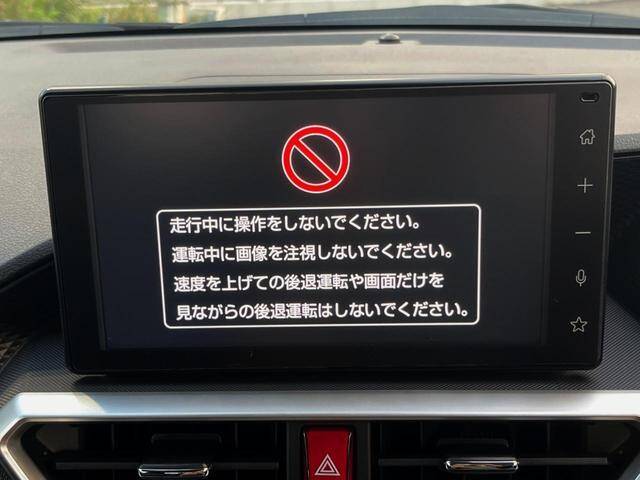 走行中に操作をしないでください。
運転中に画像を注視しないでください。
速度を上げての後退運転や画面だけを
見ながらの後退運転はしないでください。